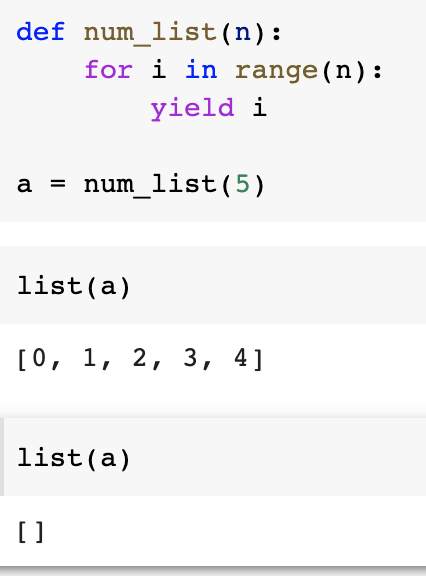 def num_list(n):
    for i in range(n):
        yield i
a = num_list(5)
list(a)
[0, 1, 2, 3, 4]
list(a)
[]